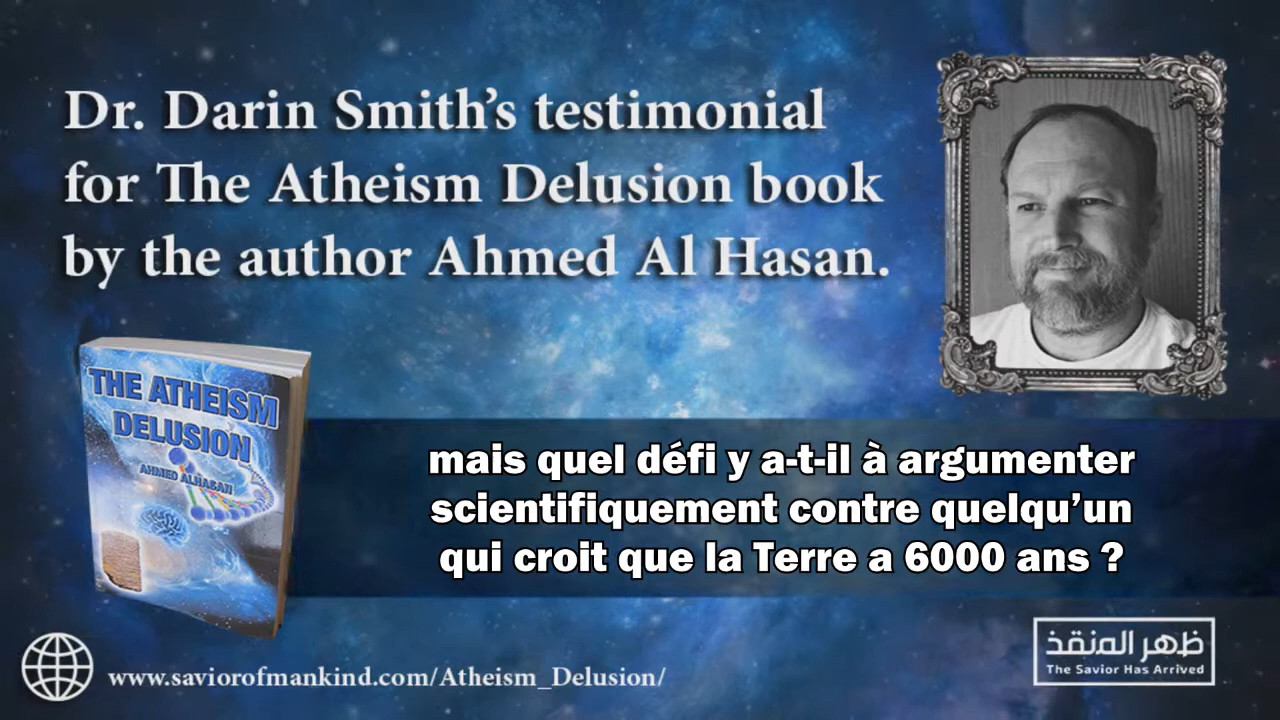 Dr. Darin Smith’s testimonial
for The Atheism Delusion book
by the author Ahmed Al Hasan.
THE ATHEISM
DELUSION
AHMED ALHASAN
mais quel défi y a-t-il à argumenter
scientifiquement contre quelqu’un
qui croit que la Terre a 6000 ans ?
www.saviorofmankind.com/Atheism_Delusion/
ظهر المنقذ
The Savior Has Arrived